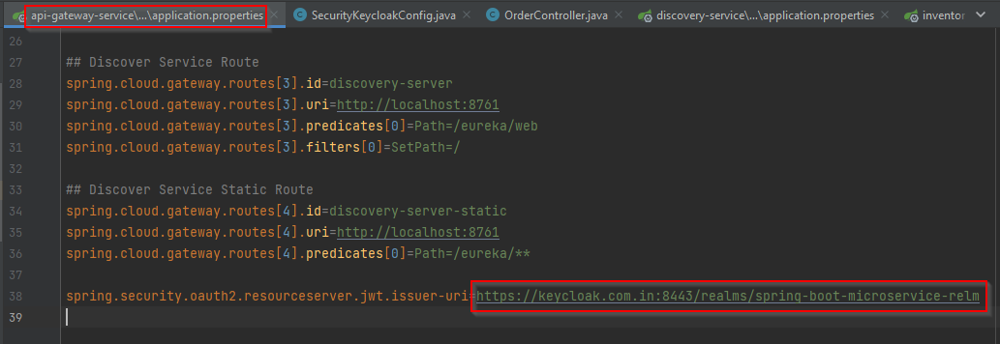 api-gateway-service\...\application.properties SecurityKeycloakConfig.java OrderController.java discovery-service\...\application.properties inventor
26
27 ## Discover Service Route
28 spring.cloud.gateway.routes[3].id=discovery-server
29 spring.cloud.gateway.routes[3].uri=http://localhost:8761
30 spring.cloud.gateway.routes[3].predicates[0]=Path=/eureka/web
31 spring.cloud.gateway.routes[3].filters[0]=SetPath=/
32
33 ## Discover Service Static Route
34 spring.cloud.gateway.routes[4].id=discovery-server-static
35 spring.cloud.gateway.routes[4].uri=http://localhost:8761
36 spring.cloud.gateway.routes[4].predicates[0]=Path=/eureka/**
37
38 spring.security.oauth2.resourceserver.jwt.issuer-uri=https://keycloak.com.in:8443/realms/spring-boot-microservice-relm
39